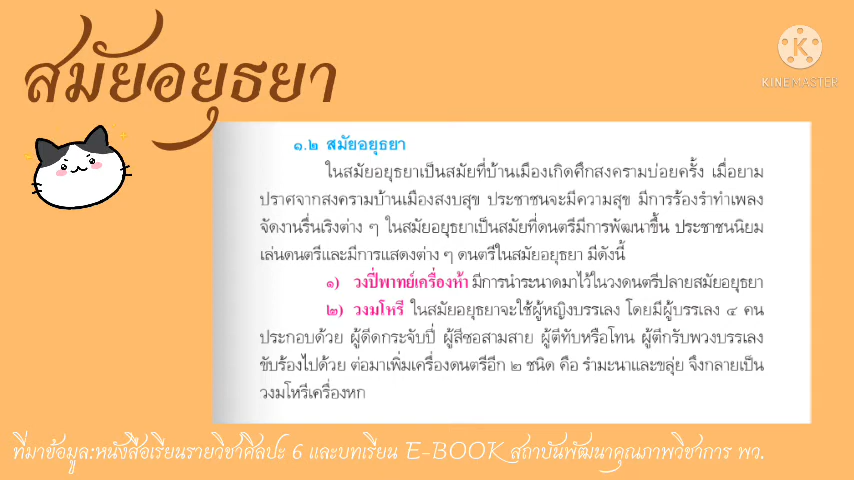 สมัยอยุธยา
KINEMASTER
๑.๒ สมัยอยุธยา
ในสมัยอยุธยาเป็นสมัยที่บ้านเมืองเกิดศึกสงครามบ่อยครั้ง เมื่อยาม
ปราศจากสงครามบ้านเมืองสงบสุข ประชาชนจะมีความสุข มีการร้องรำทำเพลง
จัดงานรื่นเริงต่าง ๆ ในสมัยอยุธยาเป็นสมัยที่ดนตรีมีการพัฒนาขึ้น ประชาชนนิยม
เล่นดนตรีและมีการแสดงต่าง ๆ ดนตรีในสมัยอยุธยา มีดังนี้
๑) วงปี่พาทย์เครื่องห้า มีการนำระนาดมาไว้ในวงดนตรีปลายสมัยอยุธยา
๒) วงมโหรี ในสมัยอยุธยาจะใช้ผู้หญิงบรรเลง โดยมีผู้บรรเลง ๔ คน
ประกอบด้วย ผู้ดีดกระจับปี่ ผู้สีซอสามสาย ผู้ตีทับหรือโทน ผู้ตีกรับพวงบรรเลง
ขับร้องไปด้วย ต่อมาเพิ่มเครื่องดนตรีอีก ๒ ชนิด คือ รำมะนาและขลุ่ย จึงกลายเป็น
วงมโหรีเครื่องหก
ที่มาข้อมูล:หนังสือเรียนรายวิชาศิลปะ 6 และบทเรียน E-BOOK สถาบันพัฒนาคุณภาพวิชาการ พว.